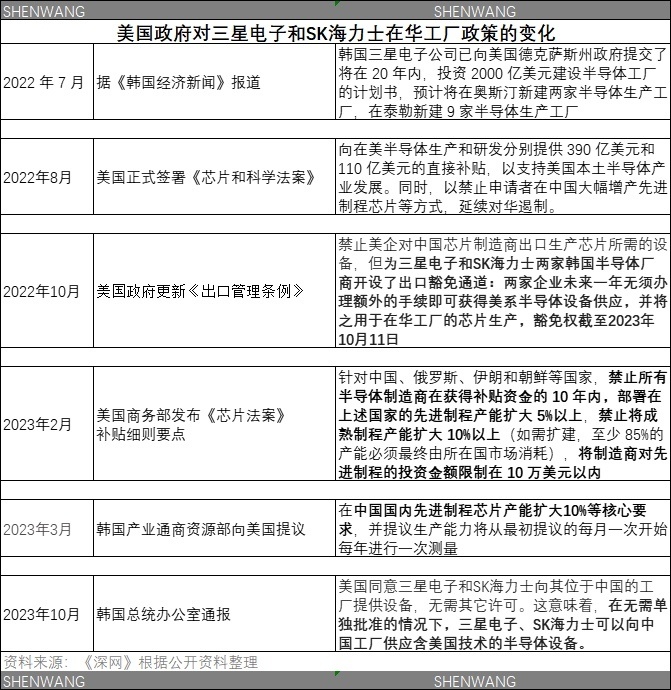 SHENWANG
SHENWANG
美国政府对三星电子和SK海力士在华工厂政策的变化
2022年7月
据《韩国经济新闻》报道
韩国三星电子公司已向美国德克萨斯州政府提交了
将在 20 年内，投资 2000 亿美元建设半导体工厂
的计划书，预计将在奥斯汀新建两家半导体生产工
厂，在泰勒新建 9 家半导体生产工厂
2022年8月
美国正式签署《芯片和科学法案》
向在美半导体生产和研发分别提供 390 亿美元和
110 亿美元的直接补贴，以支持美国本土半导体产
业发展。同时，以禁止申请者在中国大幅增产先进
制程芯片等方式，延续对华遏制。
2022年10月
美国政府更新《出口管理条例》
禁止美企对中国芯片制造商出口生产芯片所需的设
备，但为三星电子和SK海力士两家韩国半导体厂
商开设了出口豁免通道：两家企业未来一年无须办
理额外的手续即可获得美系半导体设备供应，并将
之用于在华工厂的芯片生产，豁免权截至2023年
10月11日
2023年2月
美国商务部发布《芯片法案》
补贴细则要点
针对中国、俄罗斯、伊朗和朝鲜等国家，禁止所有
半导体制造商在获得补贴资金的 10 年内，部署在
上述国家的先进制程产能扩大 5%以上，禁止将成
熟制程产能扩大 10%以上（如需扩建，至少 85%的
产能必须最终由所在国市场消耗），将制造商对先
进制程的投资金额限制在 10 万美元以内
2023年3月
韩国产业通商资源部向美国提议
在中国国内先进制程芯片产能扩大10%等核心要
求，并提议生产能力将从最初提议的每月一次开始
每年进行一次测量
2023年10月
韩国总统办公室通报
美国同意三星电子和SK海力士向其位于中国的工
厂提供设备，无需其它许可。这意味着，在无需单
独批准的情况下，三星电子、SK海力士可以向中
国工厂供应含美国技术的半导体设备。
资料来源：《深网》根据公开资料整理
SHENWANG
SHENWANG